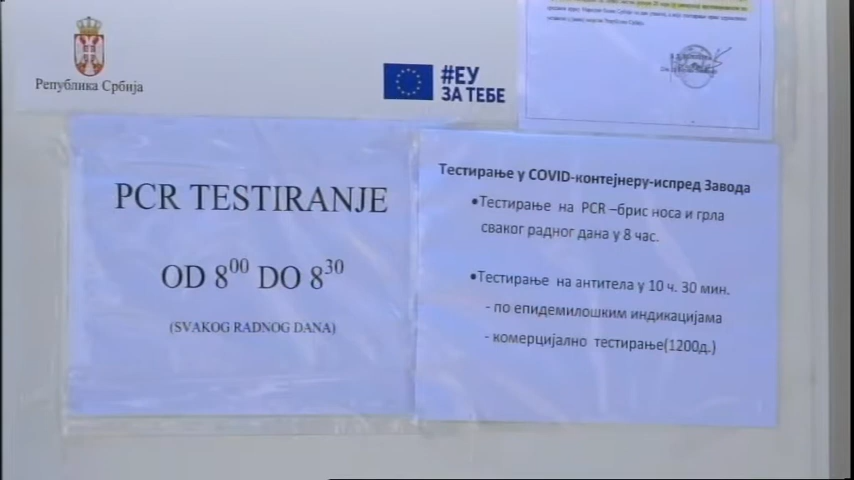 Република Србија
#ЕУ
ЗА ТЕБЕ
PCR TESTIRANJE
OD 8⁰⁰ DO 8³⁰
(SVAKOG RADNOG DANA)
Тестирање у COVID-контејнеру-испред Завода
•Тестирање на PCR –брис носа и грла
сваког радног дана у 8 час.
•Тестирање на антитела у 10 ч. 30 мин.
- по епидемилошким индикацијама
- комерцијално тестирање(1200д.)